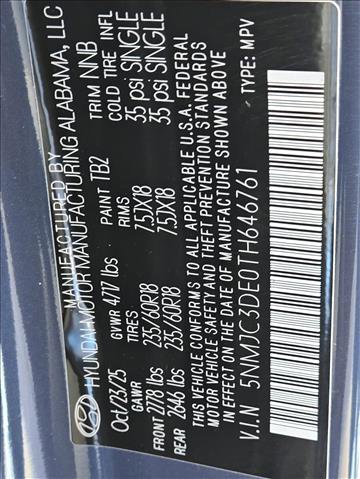 MANUFACTURED BY
HYUNDAI MOTOR MANUFACTURING ALABAMA, LLC
Oct/23/25 GVWR 4717 lbs PAINT TB2 TRIM NNB
GAWR TIRES RIMS COLD TIRE INFL
FRONT 2778 lbs 235/60R18 7.5JX18 35 psi SINGLE
REAR 2646 lbs 235/60R18 7.5JX18 35 psi SINGLE
THIS VEHICLE CONFORMS TO ALL APPLICABLE U.S.A. FEDERAL
MOTOR VEHICLE SAFETY AND THEFT PREVENTION STANDARDS
IN EFFECT ON THE DATE OF MANUFACTURE SHOWN ABOVE.
V.I.N 5NMJC3DE0TH646761 TYPE: MPV